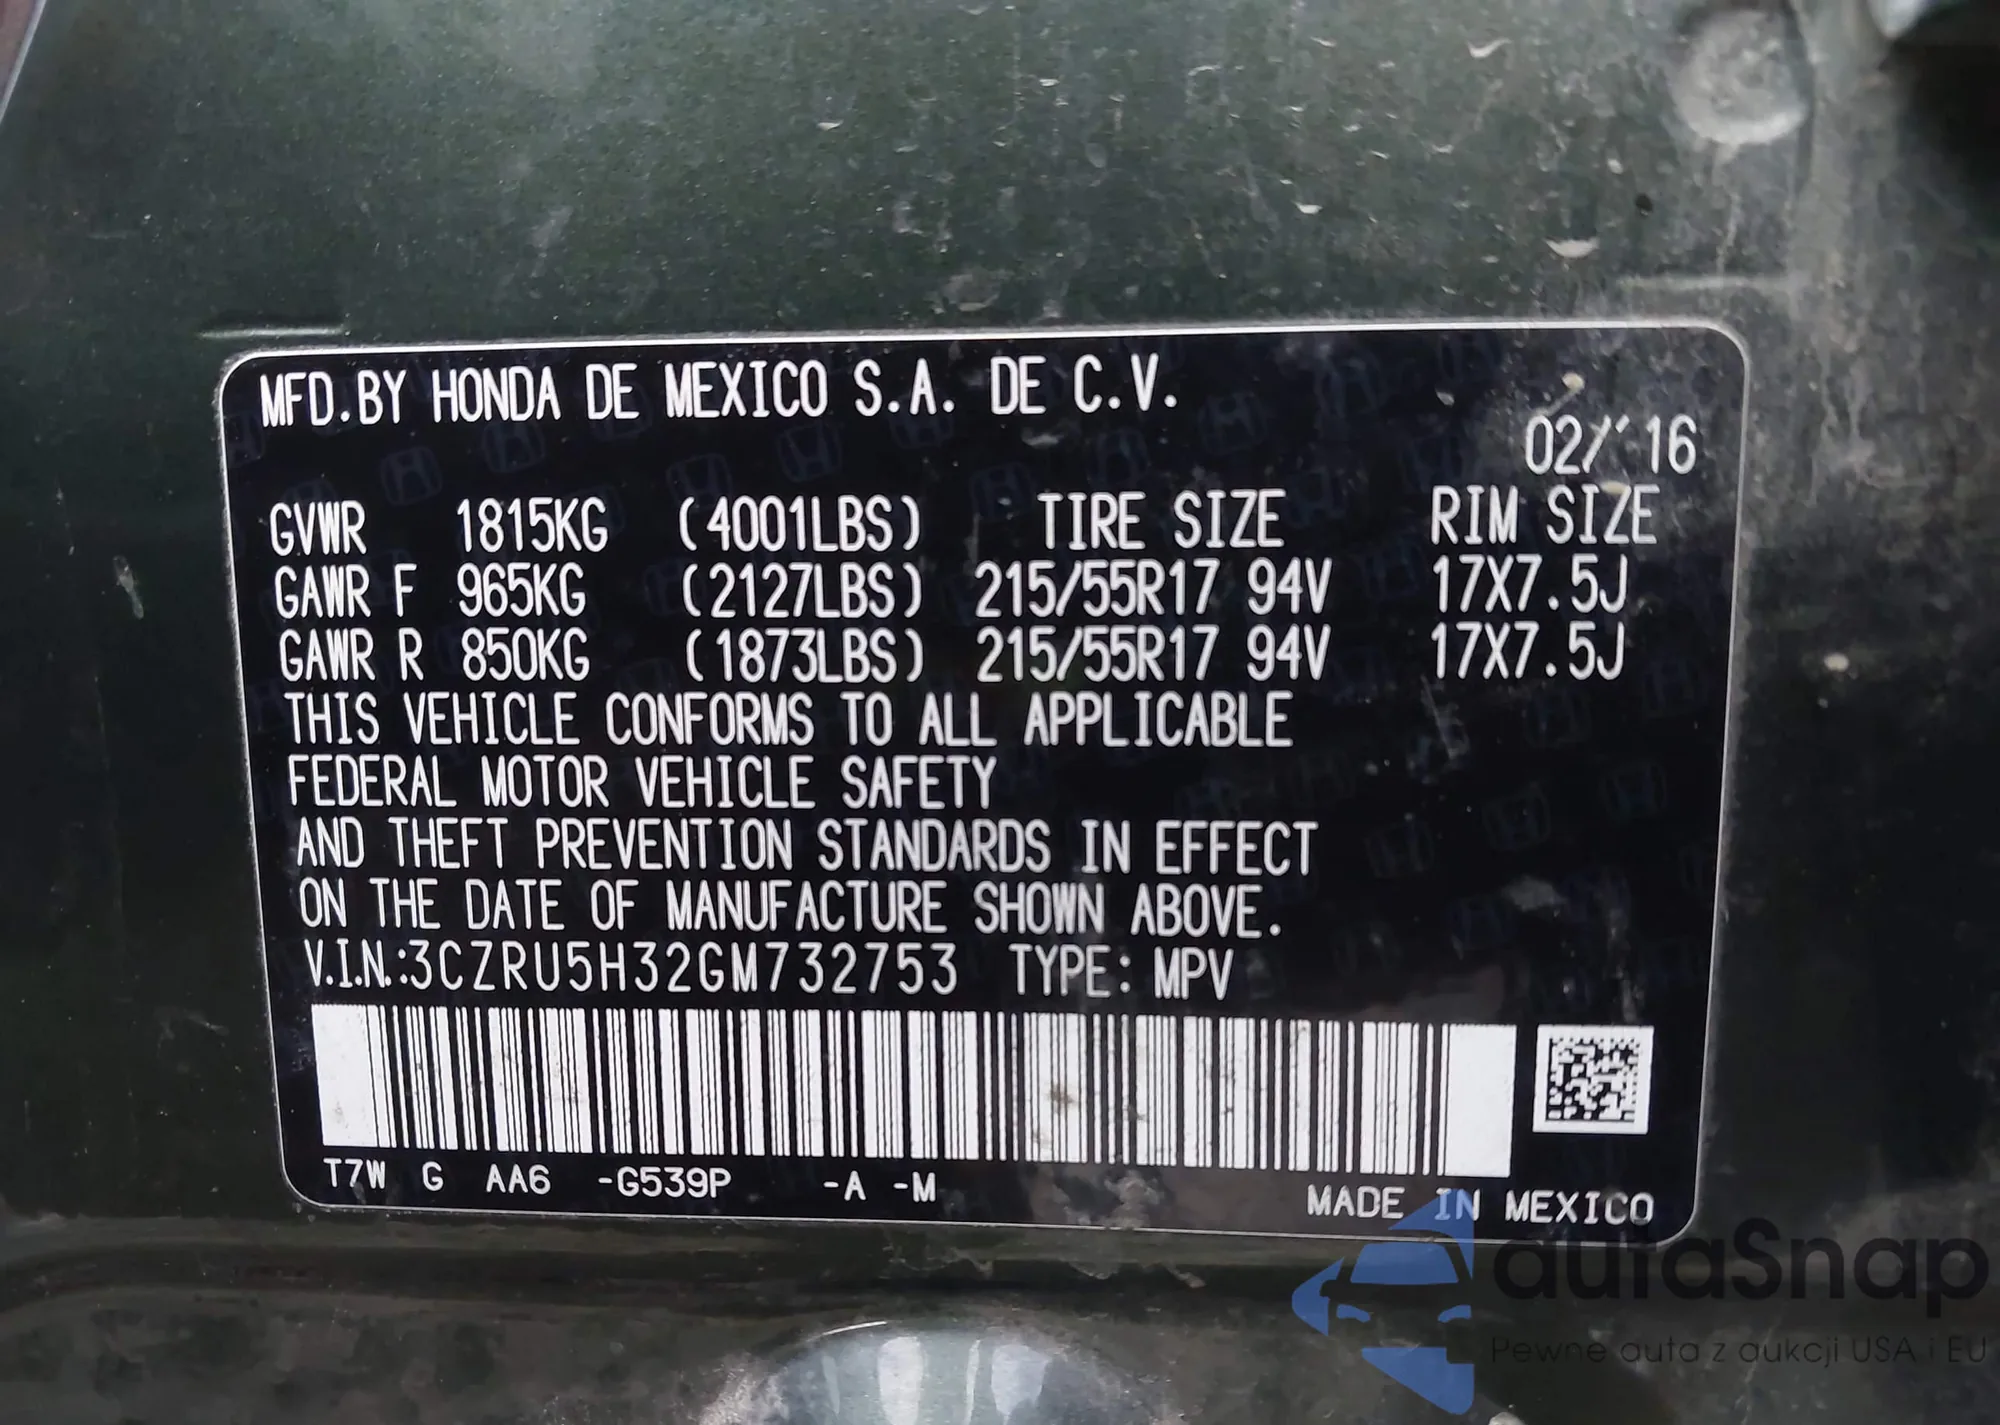 MFD.BY HONDA DE MEXICO S.A. DE C.V.
02/'16
GVWR 1815KG (4001LBS) TIRE SIZE RIM SIZE
GAWR F 965KG (2127LBS) 215/55R17 94V 17X7.5J
GAWR R 850KG (1873LBS) 215/55R17 94V 17X7.5J
THIS VEHICLE CONFORMS TO ALL APPLICABLE
FEDERAL MOTOR VEHICLE SAFETY
AND THEFT PREVENTION STANDARDS IN EFFECT
ON THE DATE OF MANUFACTURE SHOWN ABOVE.
V.I.N.:3CZRU5H32GM732753 TYPE: MPV
T7W G AA6 -G539P -A -M
MADE IN MEXICO
autaSnap
Pewne auta z aukcji USA i EU